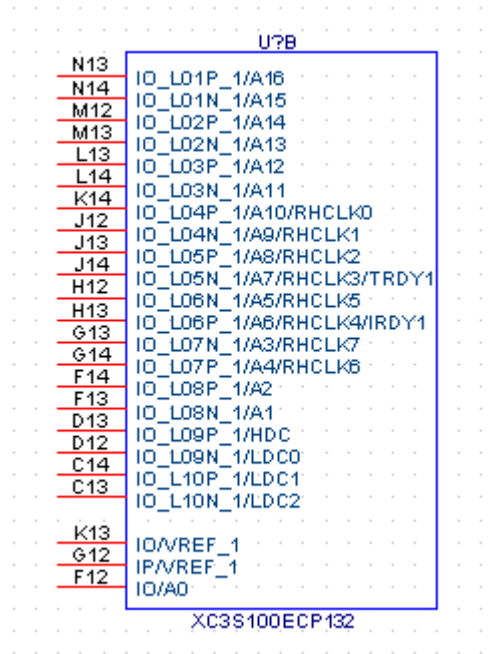 U?B
N13 IO_L01P_1/A16
N14 IO_L01N_1/A15
M12 IO_L02P_1/A14
M13 IO_L02N_1/A13
L13 IO_L03P_1/A12
L14 IO_L03N_1/A11
K14 IO_L04P_1/A10/RHCLK0
J12 IO_L04N_1/A9/RHCLK1
J13 IO_L05P_1/A8/RHCLK2
J14 IO_L05N_1/A7/RHCLK3/TRDY1
H12 IO_L06N_1/A5/RHCLK5
H13 IO_L06P_1/A6/RHCLK4/IRDY1
G13 IO_L07N_1/A3/RHCLK7
G14 IO_L07P_1/A4/RHCLK6
F14 IO_L08P_1/A2
F13 IO_L08N_1/A1
D13 IO_L09P_1/HDC
D12 IO_L09N_1/LDC0
C14 IO_L10P_1/LDC1
C13 IO_L10N_1/LDC2
K13 IO/VREF_1
G12 IP/VREF_1
F12 IO/A0
XC3S100ECP132